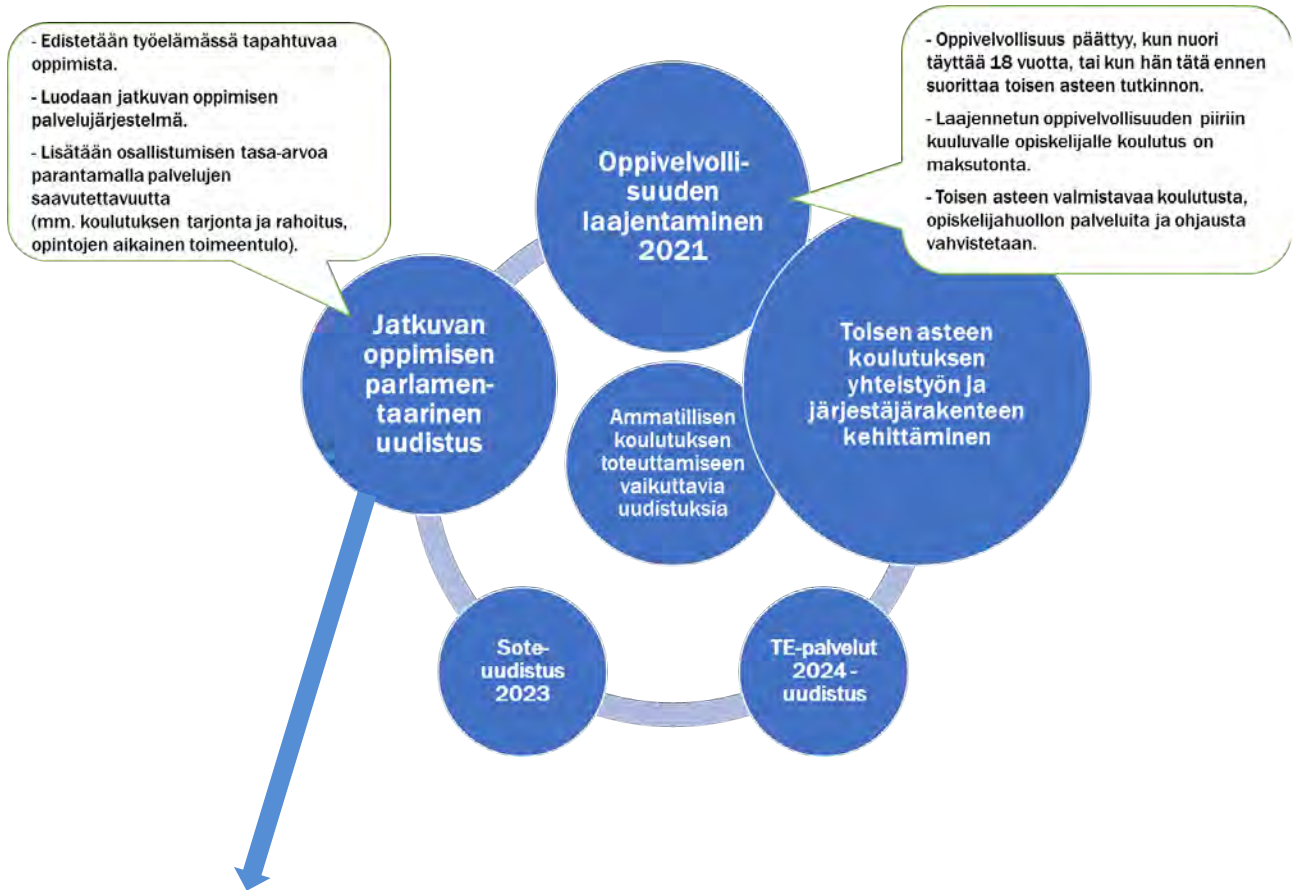 - Edistetään työelämässä tapahtuvaa
oppimista.
- Luodaan jatkuvan oppimisen
palvelujärjestelmä.
- Lisätään osallistumisen tasa-arvoa
parantamalla palvelujen
saavutettavuutta
(mm. koulutuksen tarjonta ja rahoitus,
opintojen aikainen toimeentulo).
- Oppivelvollisuus päättyy, kun nuori
täyttää 18 vuotta, tai kun hän tätä ennen
suorittaa toisen asteen tutkinnon.
- Laajennetun oppivelvollisuuden piiriin
kuuluvalle opiskelijalle koulutus on
maksutonta.
- Toisen asteen valmistavaa koulutusta,
opiskelijahuollon palveluita ja ohjausta
vahvistetaan.
Oppivelvolli-
suuden
laajentaminen
2021
Jatkuvan
oppimisen
parlamen-
taarinen
uudistus
Toisen asteen
koulutuksen
yhteistyön ja
järjestäjärakenteen
kehittäminen
Ammatillisen
koulutuksen
toteuttamiseen
vaikuttavia
uudistuksia
Sote-
uudistus
2023
TE-palvelut
2024 -
uudistus